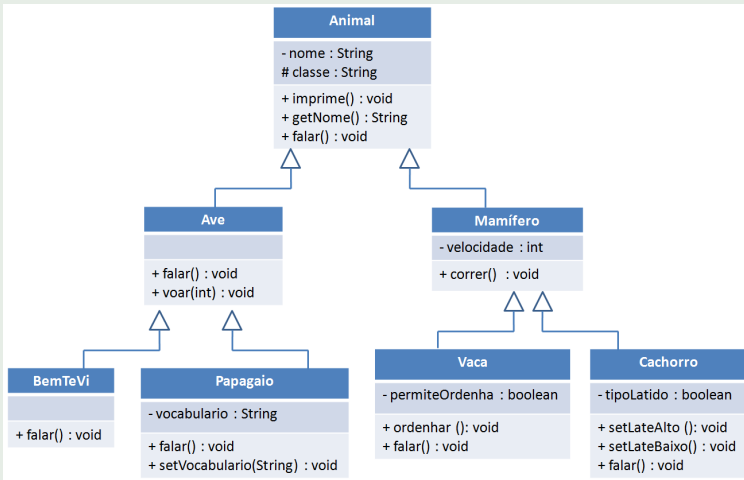 Animal
- nome : String
# classe : String
+ imprime() : void
+ getNome() : String
+ falar() : void
Ave
+ falar() : void
+ voar(int) : void
Mamífero
- velocidade : int
+ correr() : void
BemTeVi
+ falar() : void
Papagaio
- vocabulario : String
+ falar() : void
+ setVocabulario(String) : void
Vaca
- permiteOrdenha : boolean
+ ordenhar (): void
+ falar() : void
Cachorro
- tipoLatido : boolean
+ setLateAlto (): void
+ setLateBaixo() : void
+ falar() : void